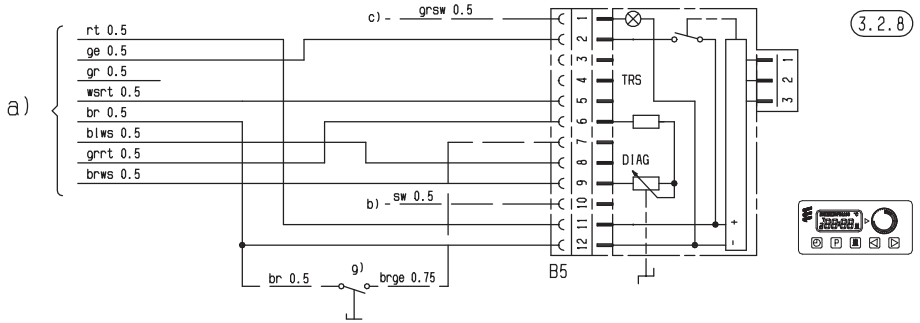 c) grsw 0.5
3.2.8
rt 0.5
ge 0.5
gr 0.5
wsrt 0.5
br 0.5
blws 0.5
grrt 0.5
brws 0.5
a)
b) sw 0.5
1
2
3
4
5
6
7
8
9
10
11
12
TRS
DIAG
+
-
1
2
3
br 0.5
g)
brge 0.75
B5
P